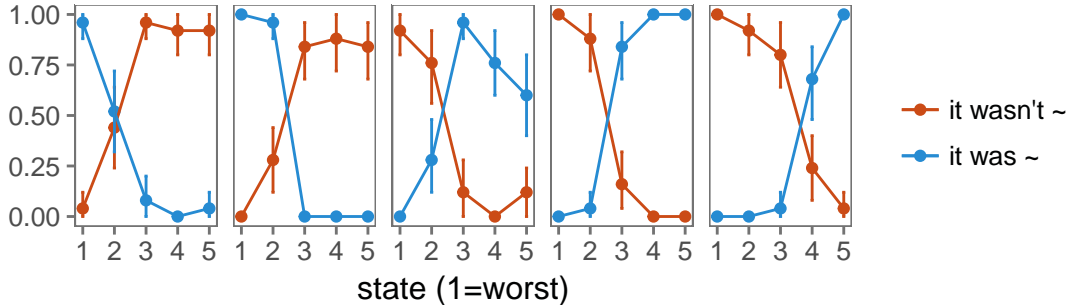 1.00
0.75
0.50
0.25
0.00
1 2 3 4 5 1 2 3 4 5 1 2 3 4 5 1 2 3 4 5 1 2 3 4 5
state (1=worst)
it wasn't ~
it was ~